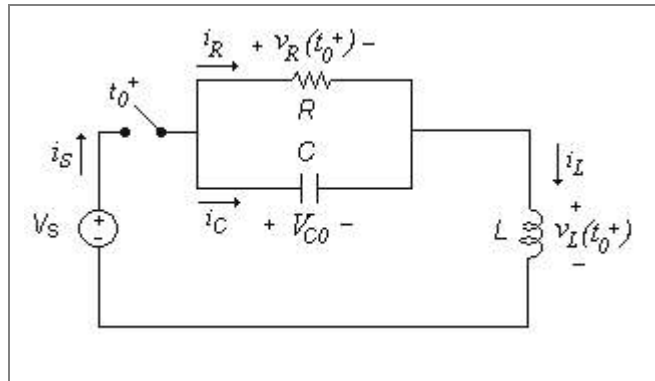 i_R + v_R(t_0^+) −
t_0^+
R
C
i_S
i_L
i_C + V_C0 −
V_S + −
L + v_L(t_0^+) −